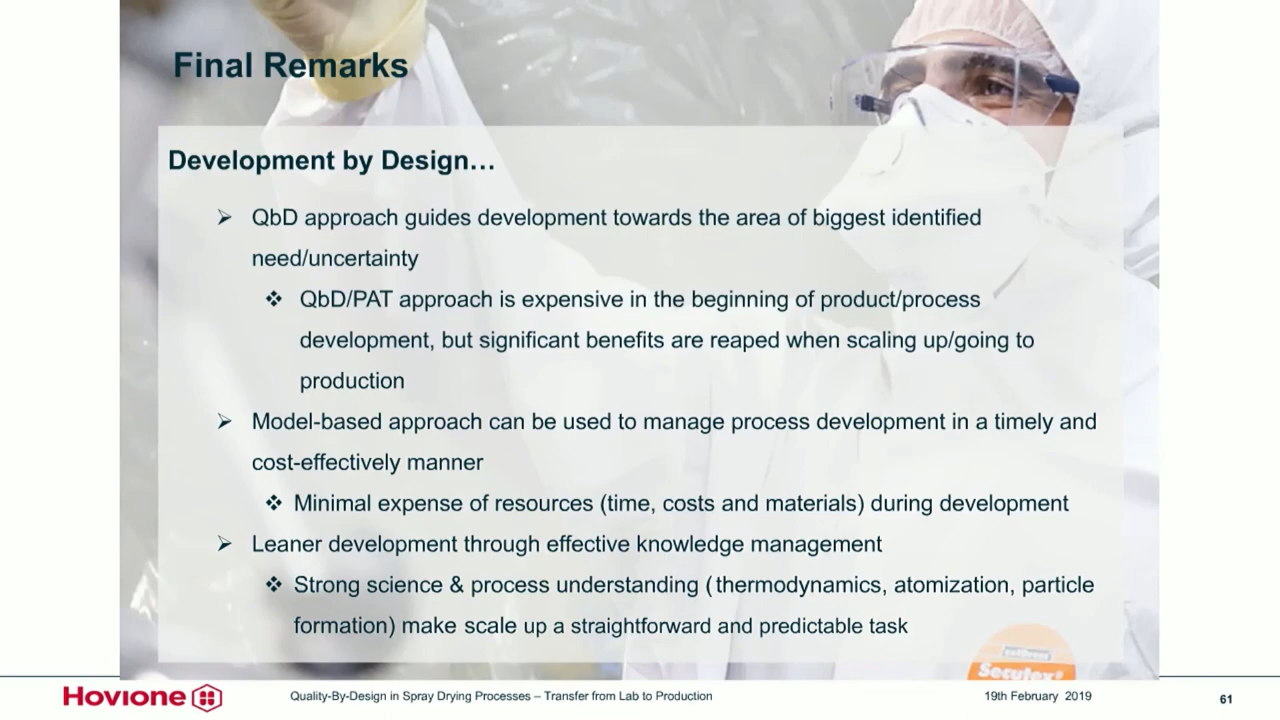 Final Remarks
Development by Design…
➢ QbD approach guides development towards the area of biggest identified
need/uncertainty
❖ QbD/PAT approach is expensive in the beginning of product/process
development, but significant benefits are reaped when scaling up/going to
production
➢ Model-based approach can be used to manage process development in a timely and
cost-effectively manner
❖ Minimal expense of resources (time, costs and materials) during development
➢ Leaner development through effective knowledge management
❖ Strong science & process understanding (thermodynamics, atomization, particle
formation) make scale up a straightforward and predictable task
Secutex
Hovione
Quality-By-Design in Spray Drying Processes – Transfer from Lab to Production
19th February 2019
61